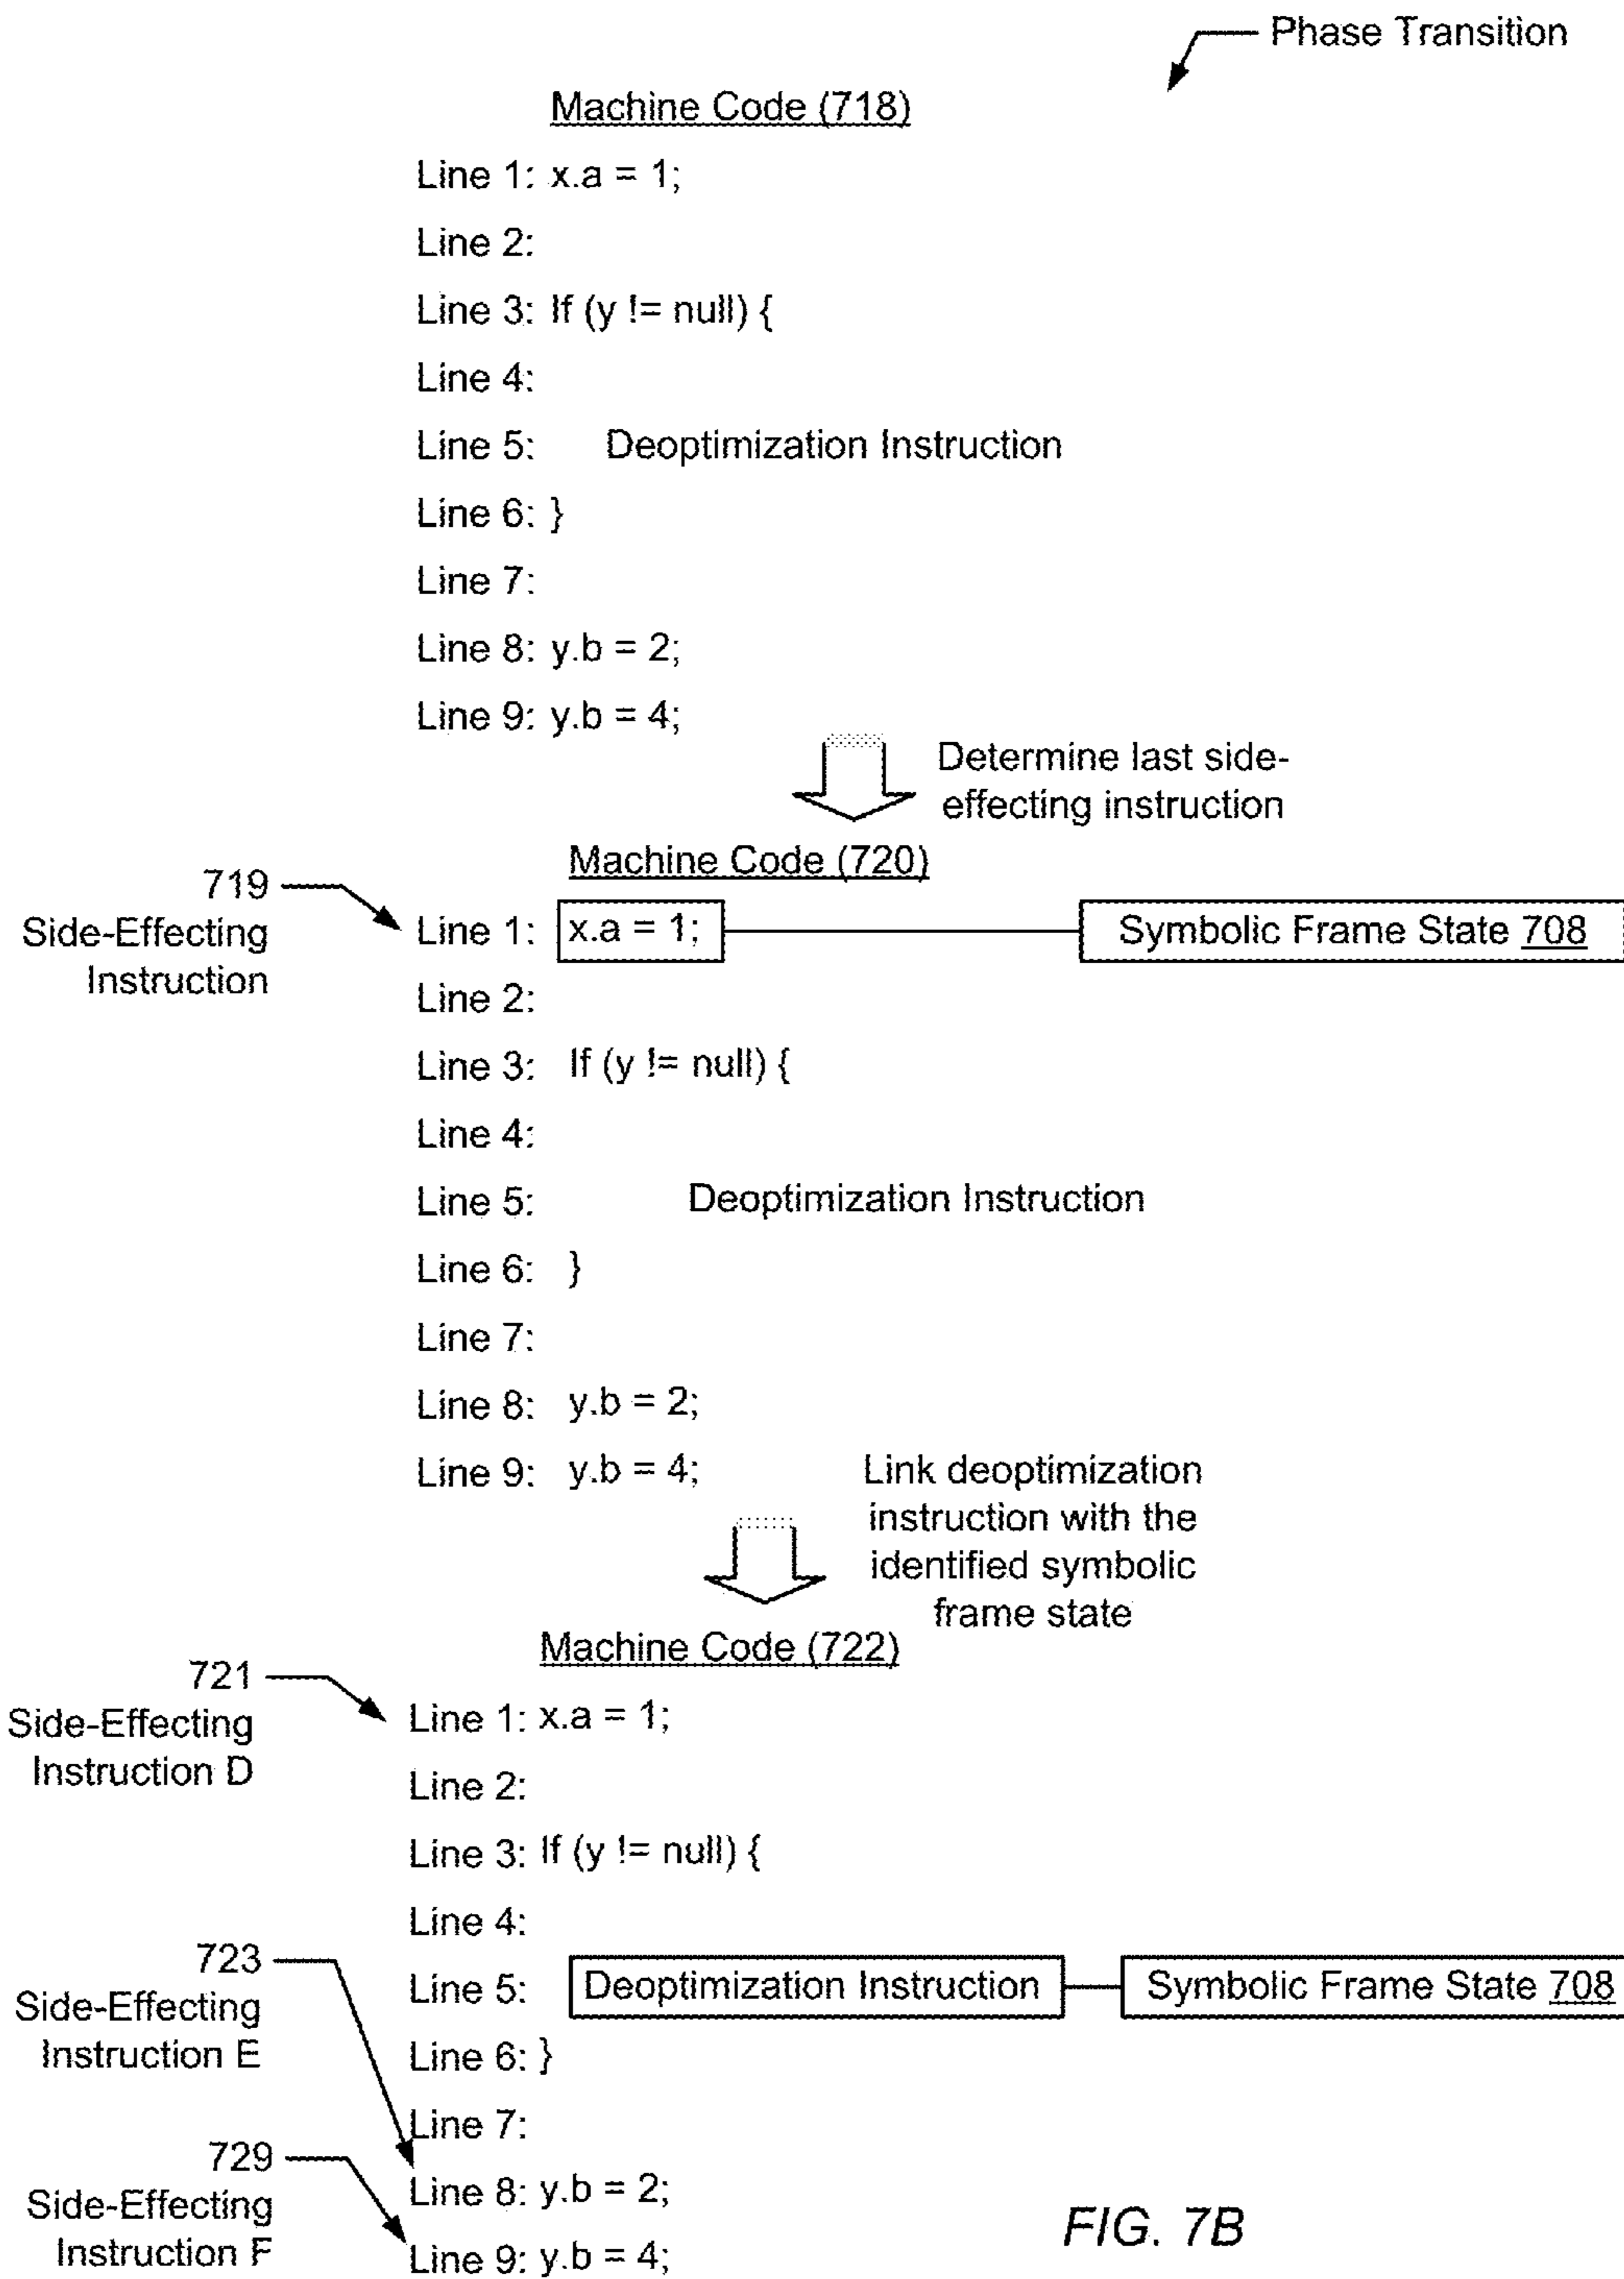 Phase Transition
Machine Code (718)
Line 1: x.a = 1;
Line 2:
Line 3: If (y != null) {
Line 4:
Line 5: Deoptimization Instruction
Line 6: }
Line 7:
Line 8: y.b = 2;
Line 9: y.b = 4;
Determine last side-
effecting instruction
Machine Code (720)
719
Side-Effecting
Instruction
Line 1: x.a = 1; Symbolic Frame State 708
Line 2:
Line 3: If (y != null) {
Line 4:
Line 5: Deoptimization Instruction
Line 6: }
Line 7:
Line 8: y.b = 2;
Line 9: y.b = 4;
Link deoptimization
instruction with the
identified symbolic
frame state
Machine Code (722)
721
Side-Effecting
Instruction D
Line 1: x.a = 1;
Line 2:
Line 3: If (y != null) {
Line 4:
723
Side-Effecting
Instruction E
Line 5: Deoptimization Instruction Symbolic Frame State 708
Line 6: }
Line 7:
729
Side-Effecting
Instruction F
Line 8: y.b = 2;
Line 9: y.b = 4;
FIG. 7B